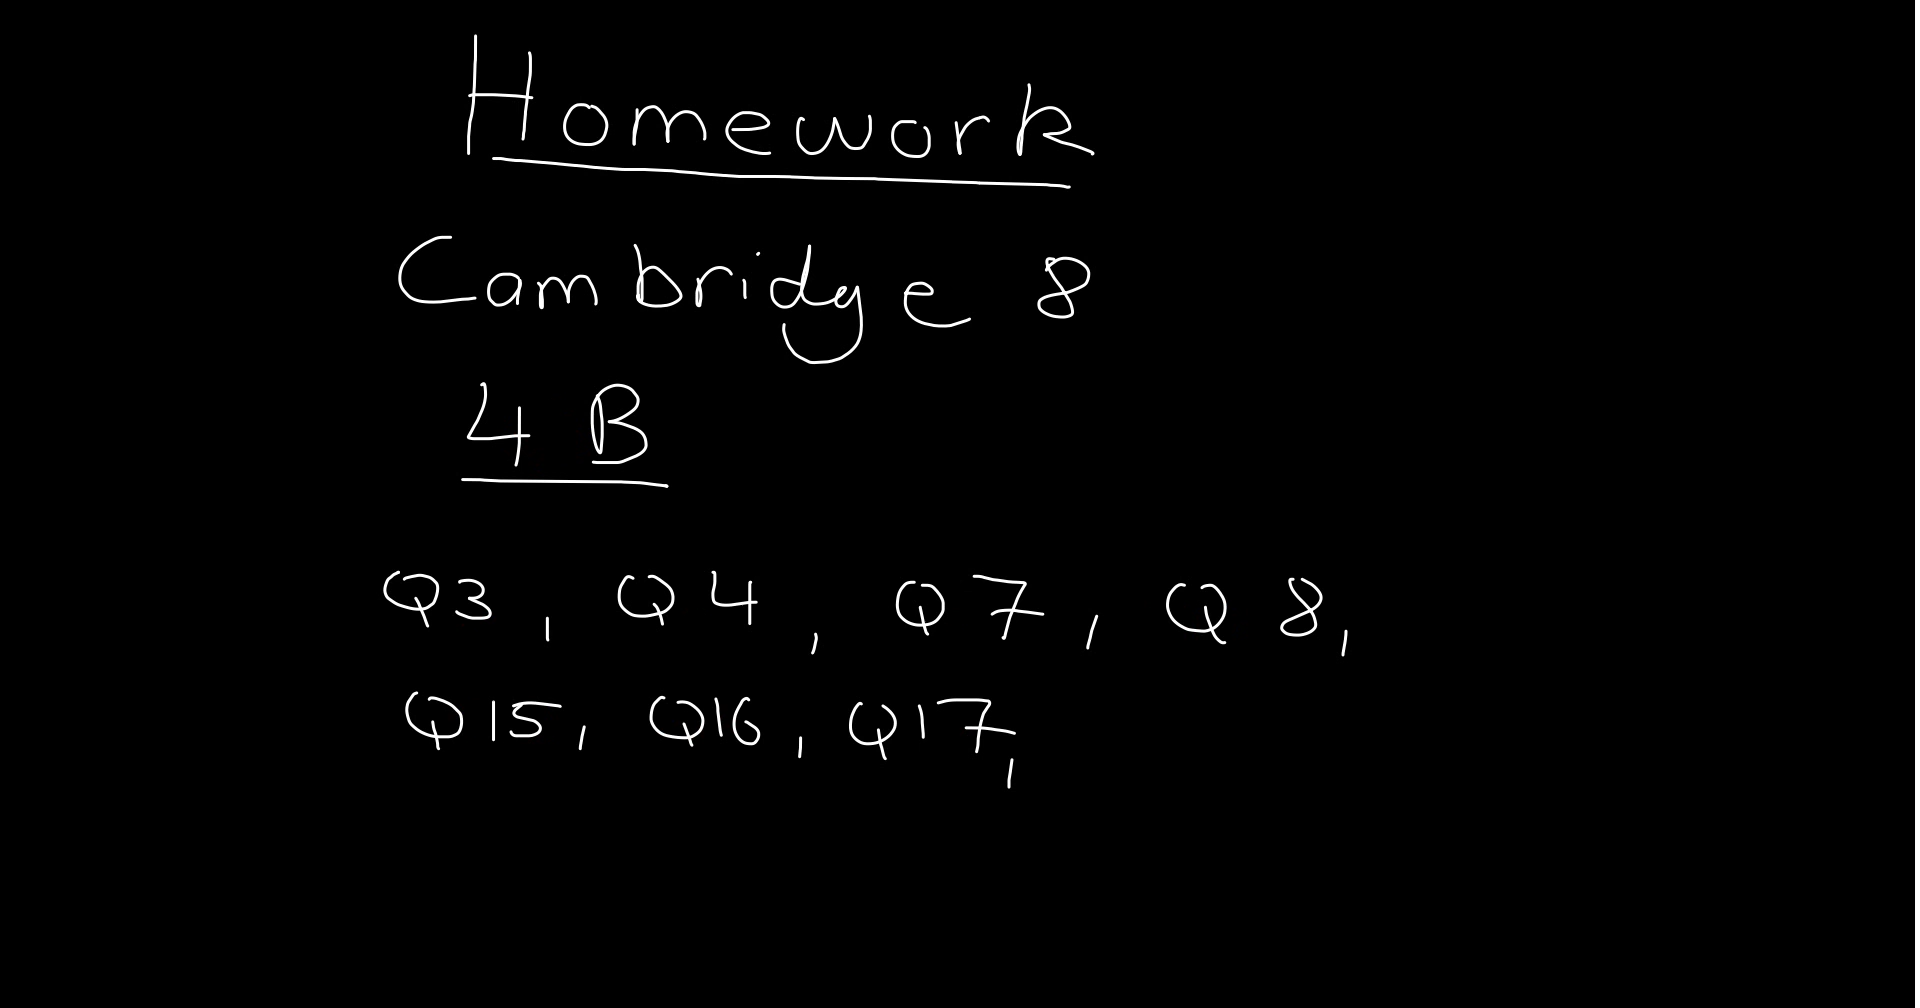 Homework
Cambridge 8
4 B
Q3, Q4, Q7, Q8,
Q15, Q16, Q17,